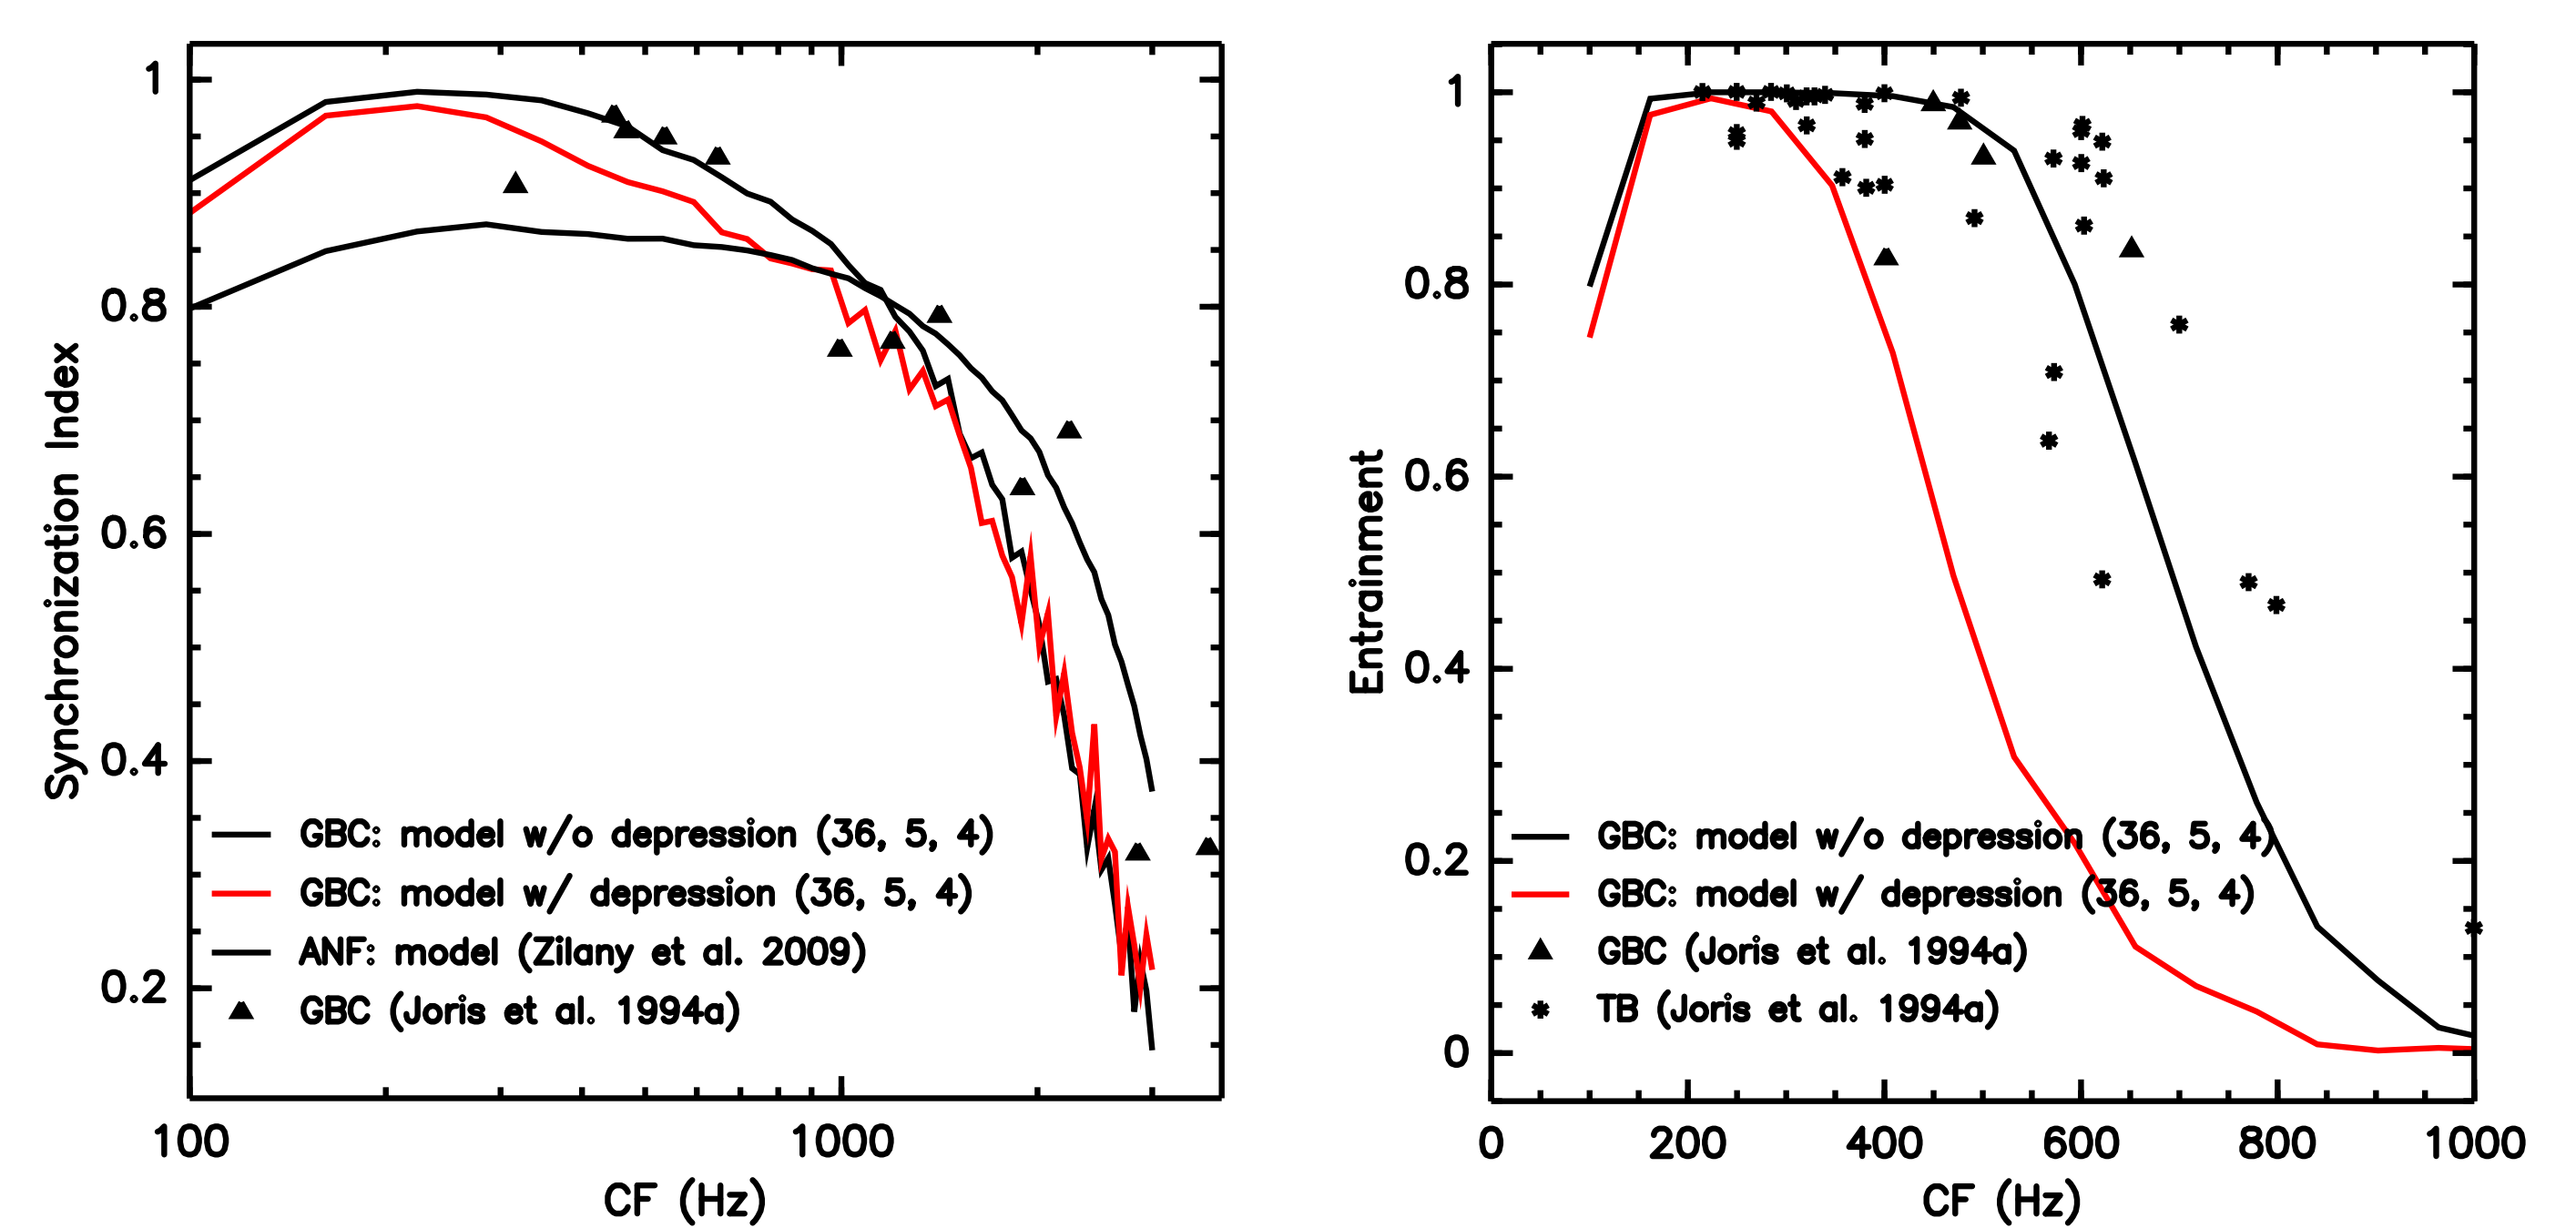 Synchronization Index
1
0.8
0.6
0.4
0.2
GBC: model w/o depression (36, 5, 4)
GBC: model w/ depression (36, 5, 4)
ANF: model (Zilany et al. 2009)
GBC (Joris et al. 1994a)
100 1000
CF (Hz)
Entrainment
1
0.8
0.6
0.4
0.2
0
GBC: model w/o depression (36, 5, 4)
GBC: model w/ depression (36, 5, 4)
GBC (Joris et al. 1994a)
TB (Joris et al. 1994a)
0 200 400 600 800 1000
CF (Hz)